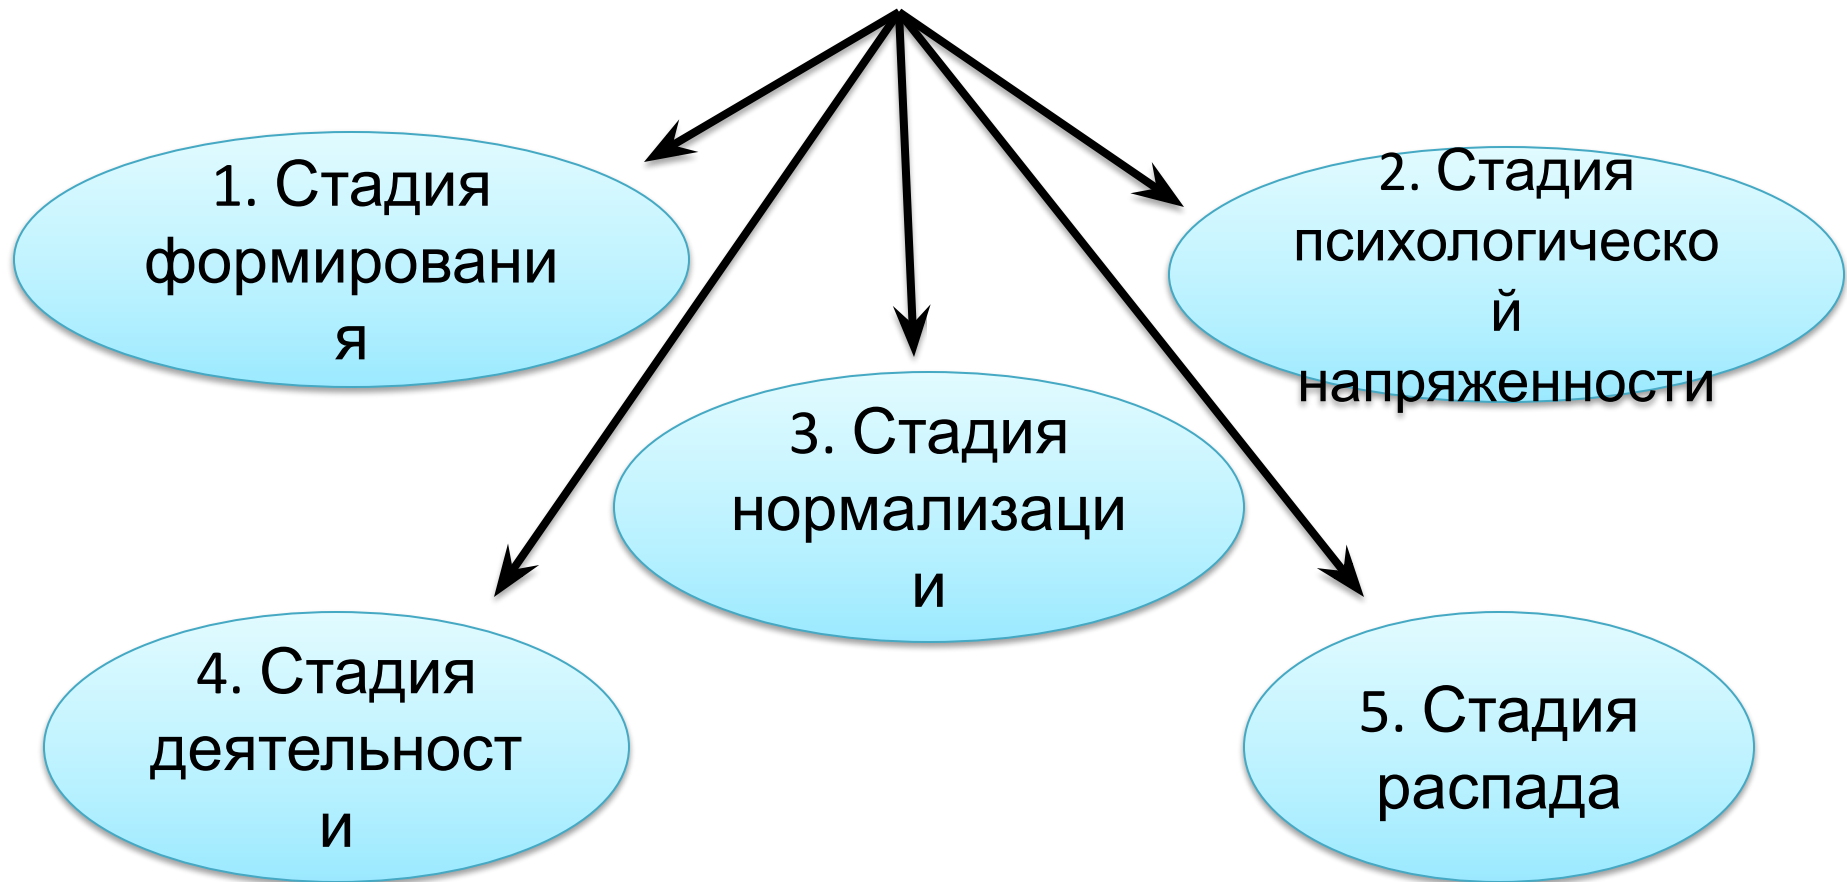 1. Стадия
формировани
я
2. Стадия
психологическо
й
напряженности
3. Стадия
нормализаци
и
4. Стадия
деятельност
и
5. Стадия
распада